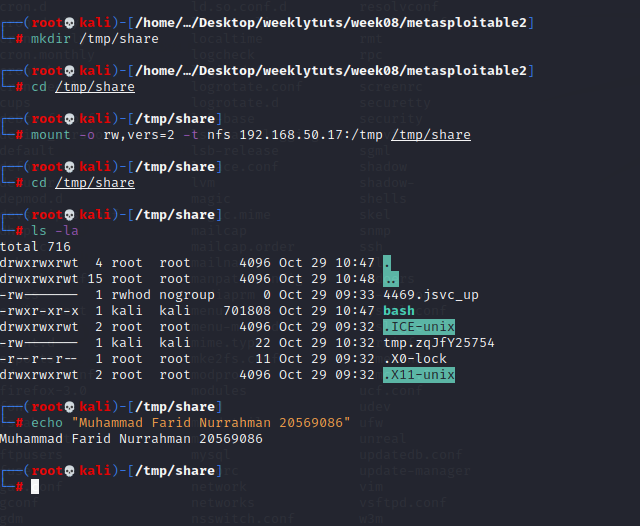 ┌──(root💀kali)-[/home/…/Desktop/weeklytuts/week08/metasploitable2]
└─# mkdir /tmp/share
┌──(root💀kali)-[/home/…/Desktop/weeklytuts/week08/metasploitable2]
└─# cd /tmp/share
┌──(root💀kali)-[/tmp/share]
└─# mount -o rw,vers=2 -t nfs 192.168.50.17:/tmp /tmp/share
┌──(root💀kali)-[/tmp/share]
└─# cd /tmp/share
┌──(root💀kali)-[/tmp/share]
└─# ls -la
total 716
drwxrwxrwt  4 root  root      4096 Oct 29 10:47 .
drwxrwxrwt 15 root  root      4096 Oct 29 10:48 ..
-rw-------  1 rwhod nogroup      0 Oct 29 09:33 4469.jsvc_up
-rwxr-xr-x  1 kali  kali    701808 Oct 29 10:47 bash
drwxrwxrwt  2 root  root      4096 Oct 29 09:32 .ICE-unix
-rw-------  1 kali  kali        22 Oct 29 10:32 tmp.zqJfY25754
-r--r--r--  1 root  root        11 Oct 29 09:32 .X0-lock
drwxrwxrwt  2 root  root      4096 Oct 29 09:32 .X11-unix
┌──(root💀kali)-[/tmp/share]
└─# echo "Muhammad Farid Nurrahman 20569086"
Muhammad Farid Nurrahman 20569086
┌──(root💀kali)-[/tmp/share]
└─#